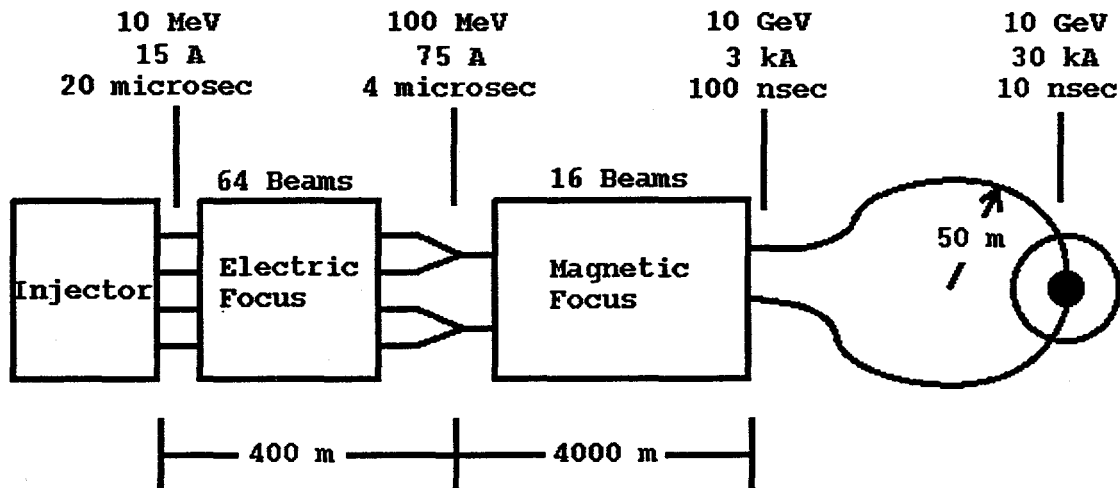 10 MeV
15 A
20 microsec
100 MeV
75 A
4 microsec
10 GeV
3 kA
100 nsec
10 GeV
30 kA
10 nsec
64 Beams
16 Beams
Injector
Electric
Focus
Magnetic
Focus
50 m
400 m
4000 m